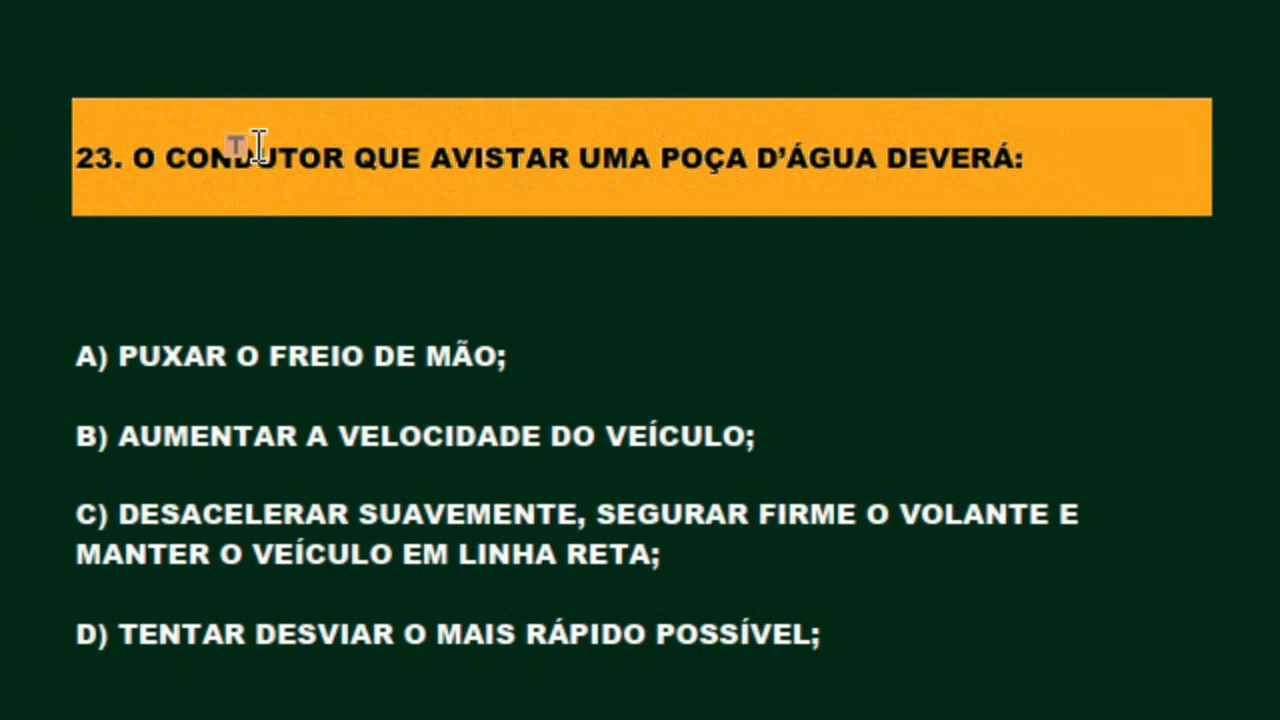 23. O CONDUTOR QUE AVISTAR UMA POÇA D’ÁGUA DEVERÁ:
A) PUXAR O FREIO DE MÃO;
B) AUMENTAR A VELOCIDADE DO VEÍCULO;
C) DESACELERAR SUAVEMENTE, SEGURAR FIRME O VOLANTE E
MANTER O VEÍCULO EM LINHA RETA;
D) TENTAR DESVIAR O MAIS RÁPIDO POSSÍVEL;